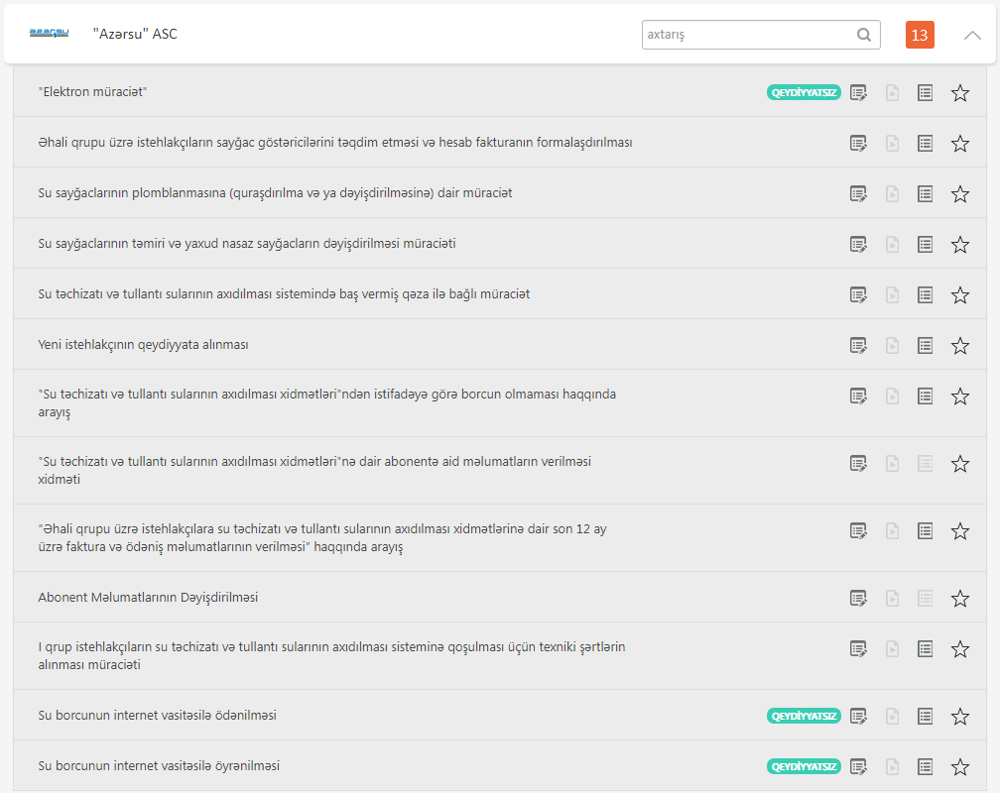 azərsu
"Azərsu" ASC
axtarış
13
"Elektron müraciət"
QEYDİYYATSIZ
Əhali qrupu üzrə istehlakçıların sayğac göstəricilərini təqdim etməsi və hesab fakturanın formalaşdırılması
Su sayğaclarının plomblanmasına (quraşdırılma və ya dəyişdirilməsinə) dair müraciət
Su sayğaclarının təmiri və yaxud nasaz sayğacların dəyişdirilməsi müraciəti
Su təchizatı və tullantı sularının axıdılması sistemində baş vermiş qəza ilə bağlı müraciət
Yeni istehlakçının qeydiyyata alınması
"Su təchizatı və tullantı sularının axıdılması xidmətləri"ndən istifadəyə görə borcun olmaması haqqında
arayış
"Su təchizatı və tullantı sularının axıdılması xidmətləri"nə dair abonentə aid məlumatların verilməsi
xidməti
“Əhali qrupu üzrə istehlakçılara su təchizatı və tullantı sularının axıdılması xidmətlərinə dair son 12 ay
üzrə faktura və ödəniş məlumatlarının verilməsi” haqqında arayış
Abonent Məlumatlarının Dəyişdirilməsi
I qrup istehlakçıların su təchizatı və tullantı sularının axıdılması sisteminə qoşulması üçün texniki şərtlərin
alınması müraciəti
Su borcunun internet vasitəsilə ödənilməsi
QEYDİYYATSIZ
Su borcunun internet vasitəsilə öyrənilməsi
QEYDİYYATSIZ